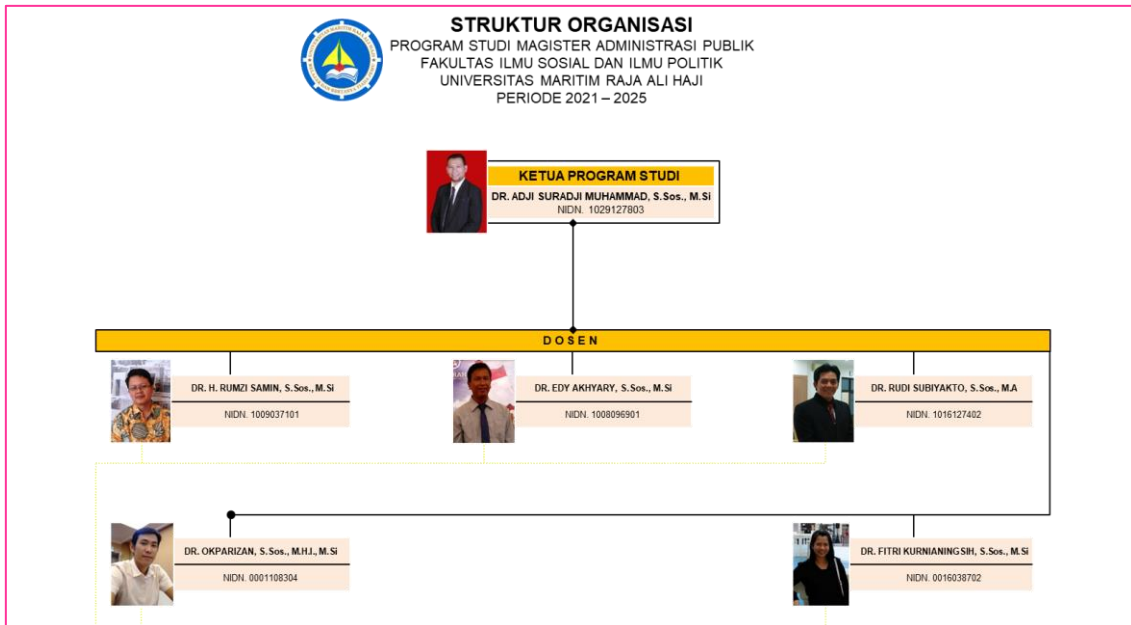 STRUKTUR ORGANISASI
PROGRAM STUDI MAGISTER ADMINISTRASI PUBLIK
FAKULTAS ILMU SOSIAL DAN ILMU POLITIK
UNIVERSITAS MARITIM RAJA ALI HAJI
PERIODE 2021 – 2025
KETUA PROGRAM STUDI
DR. ADJI SURADJI MUHAMMAD, S.Sos., M.Si
NIDN. 1029127803
DOSEN
DR. H. RUMZI SAMIN, S.Sos., M.Si
NIDN. 1009037101
DR. EDY AKHYARY, S.Sos., M.Si
NIDN. 1008096901
DR. RUDI SUBIYAKTO, S.Sos., M.A
NIDN. 1016127402
DR. OKPARIZAN, S.Sos., M.H.I., M.Si
NIDN. 0001108304
DR. FITRI KURNIANINGSIH, S.Sos., M.Si
NIDN. 0016038702